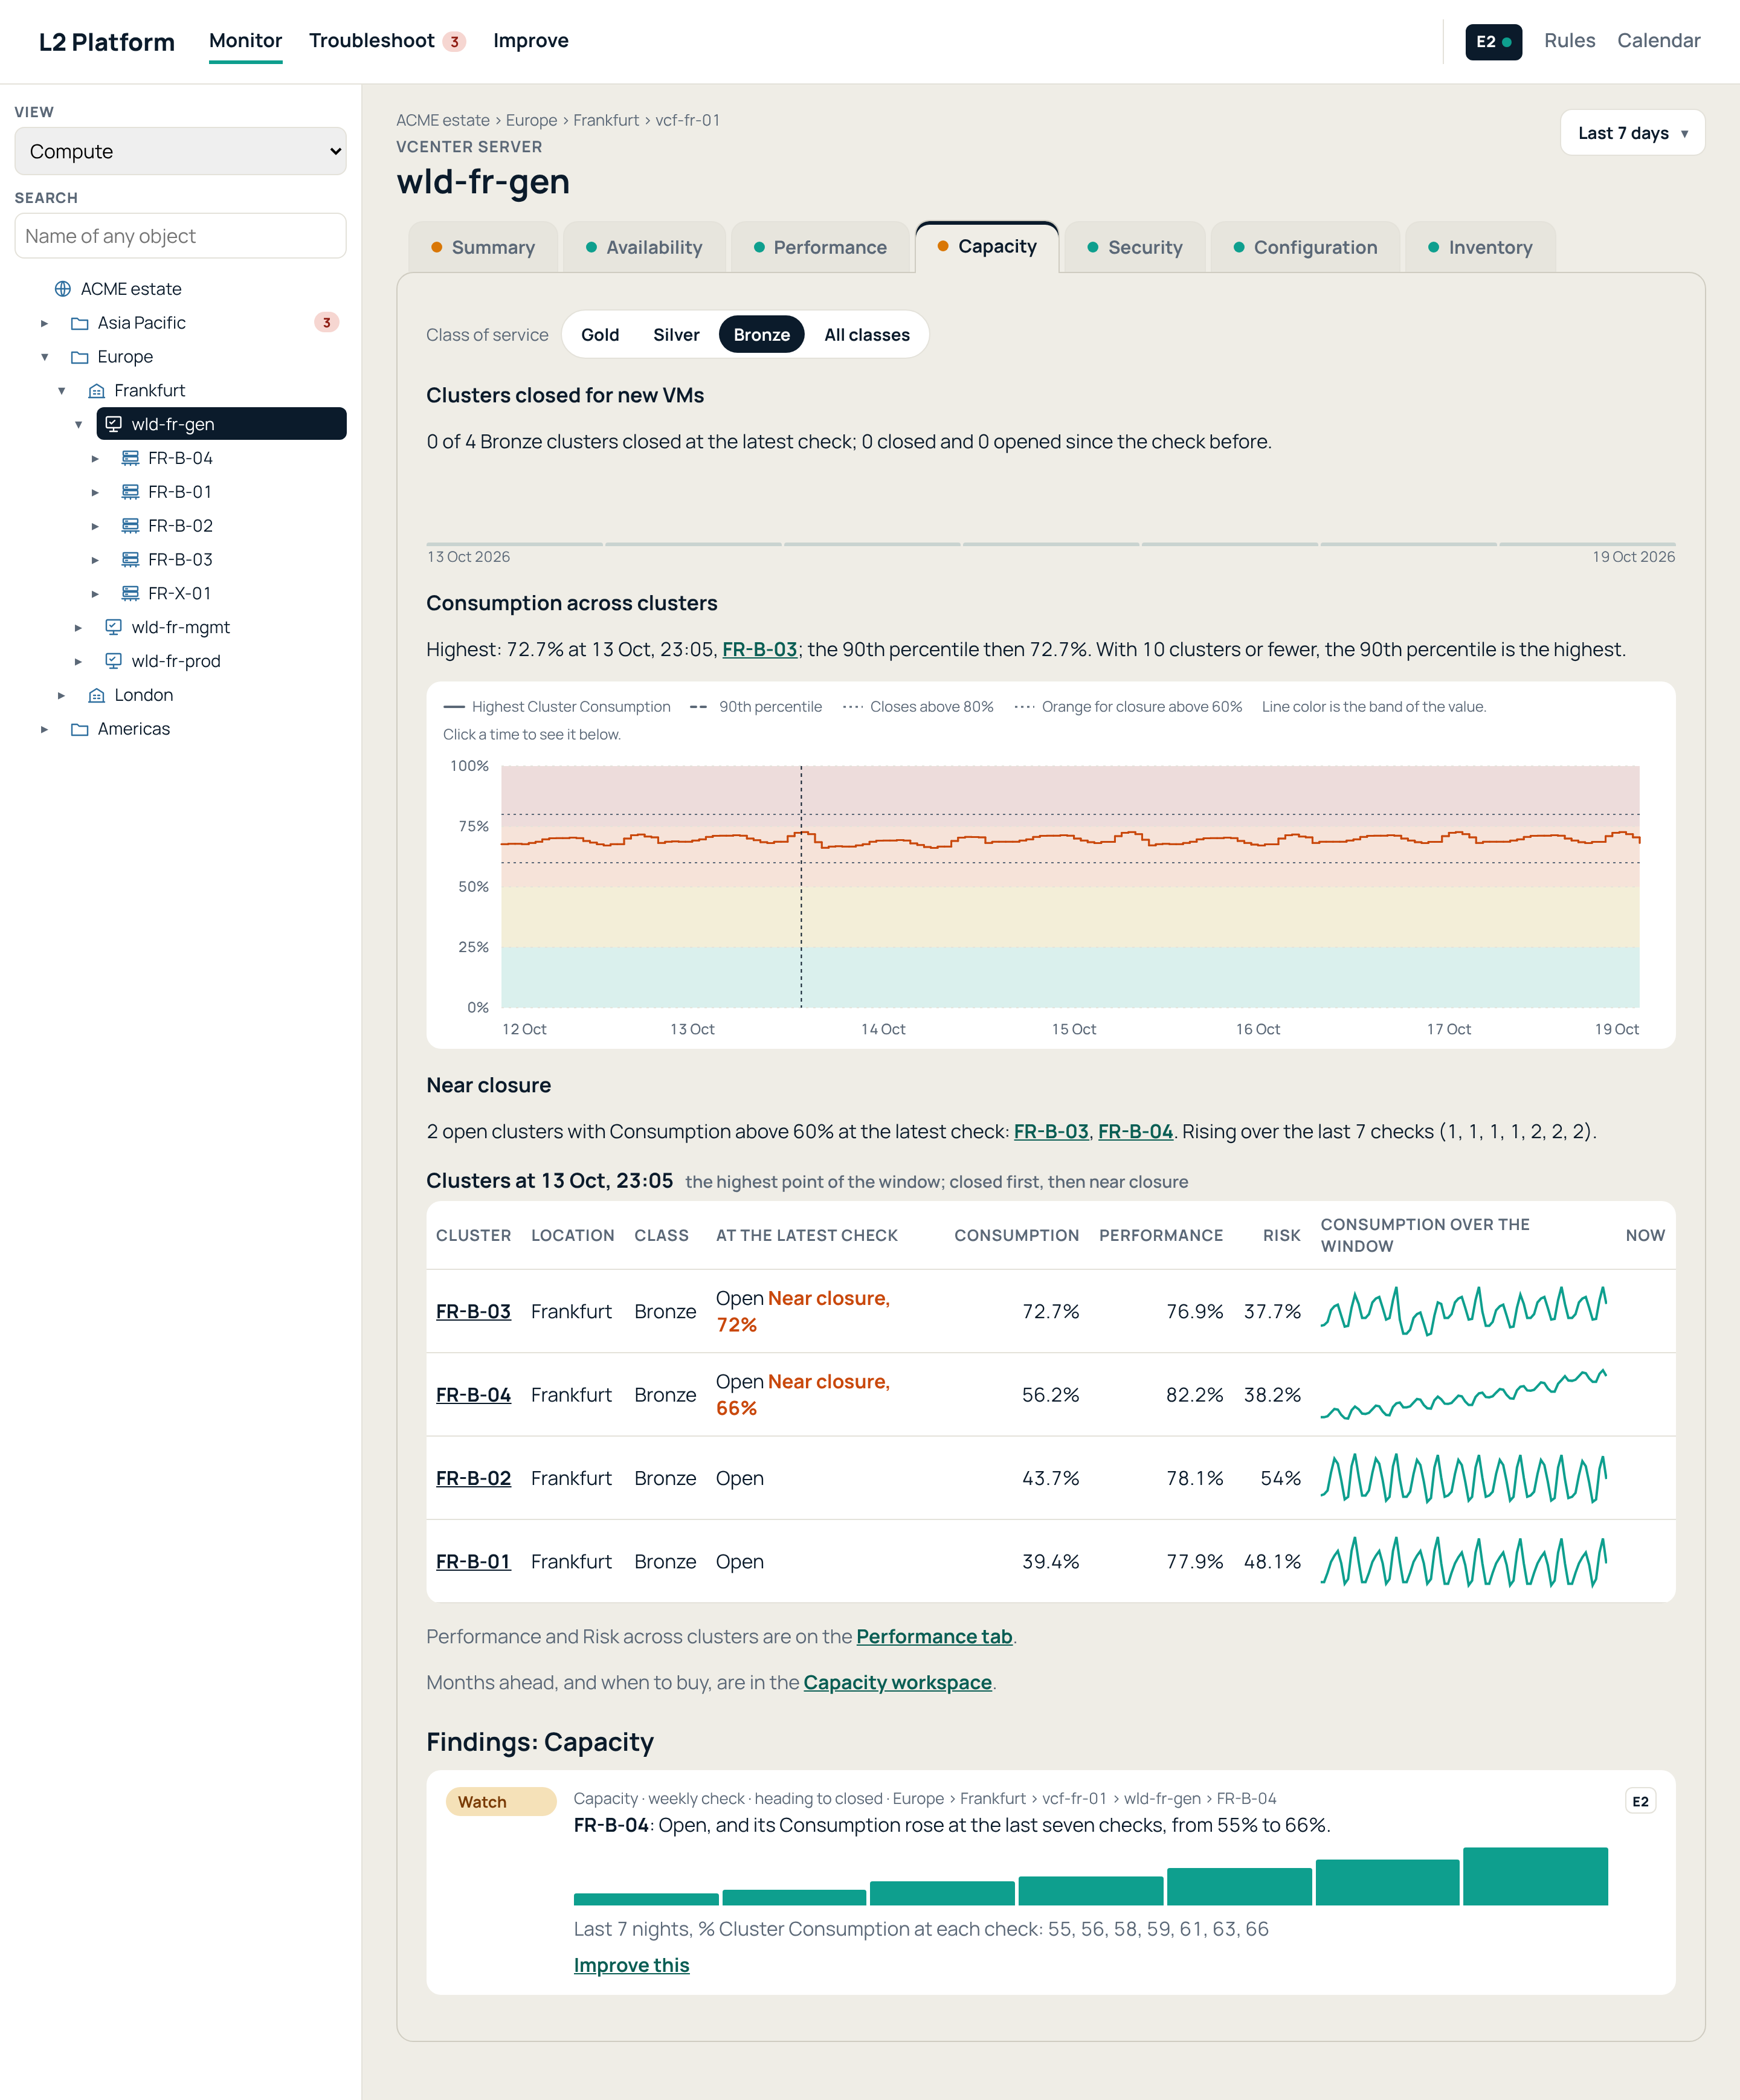 L2 Platform
Monitor
Troubleshoot 3
Improve
E2
Rules
Calendar
VIEW
Compute
SEARCH
Name of any object
ACME estate
Asia Pacific 3
Europe
Frankfurt
wld-fr-gen
FR-B-04
FR-B-01
FR-B-02
FR-B-03
FR-X-01
wld-fr-mgmt
wld-fr-prod
London
Americas
ACME estate › Europe › Frankfurt › vcf-fr-01
VCENTER SERVER
wld-fr-gen
Last 7 days
Summary
Availability
Performance
Capacity
Security
Configuration
Inventory
Class of service Gold Silver Bronze All classes
Clusters closed for new VMs
0 of 4 Bronze clusters closed at the latest check; 0 closed and 0 opened since the check before.
13 Oct 2026 19 Oct 2026
Consumption across clusters
Highest: 72.7% at 13 Oct, 23:05, FR-B-03; the 90th percentile then 72.7%. With 10 clusters or fewer, the 90th percentile is the highest.
Highest Cluster Consumption 90th percentile Closes above 80% Orange for closure above 60% Line color is the band of the value.
Click a time to see it below.
100%
75%
50%
25%
0%
12 Oct 13 Oct 14 Oct 15 Oct 16 Oct 17 Oct 19 Oct
Near closure
2 open clusters with Consumption above 60% at the latest check: FR-B-03, FR-B-04. Rising over the last 7 checks (1, 1, 1, 1, 2, 2, 2).
Clusters at 13 Oct, 23:05 the highest point of the window; closed first, then near closure
CLUSTER LOCATION CLASS AT THE LATEST CHECK CONSUMPTION PERFORMANCE RISK CONSUMPTION OVER THE WINDOW NOW
FR-B-03 Frankfurt Bronze Open Near closure, 72% 72.7% 76.9% 37.7%
FR-B-04 Frankfurt Bronze Open Near closure, 66% 56.2% 82.2% 38.2%
FR-B-02 Frankfurt Bronze Open 43.7% 78.1% 54%
FR-B-01 Frankfurt Bronze Open 39.4% 77.9% 48.1%
Performance and Risk across clusters are on the Performance tab.
Months ahead, and when to buy, are in the Capacity workspace.
Findings: Capacity
Watch
Capacity · weekly check · heading to closed · Europe › Frankfurt › vcf-fr-01 › wld-fr-gen › FR-B-04
E2
FR-B-04: Open, and its Consumption rose at the last seven checks, from 55% to 66%.
Last 7 nights, % Cluster Consumption at each check: 55, 56, 58, 59, 61, 63, 66
Improve this